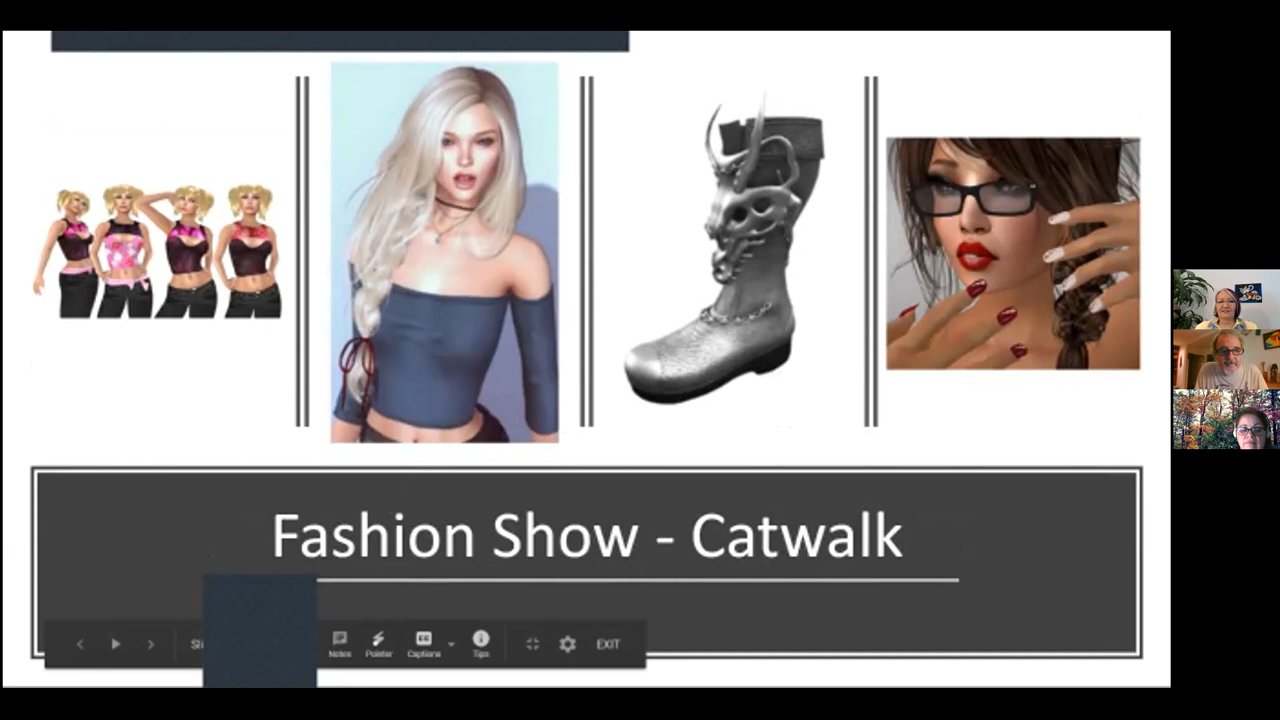 Fashion Show - Catwalk
Notes
Pointer
Captions
Tips
EXIT